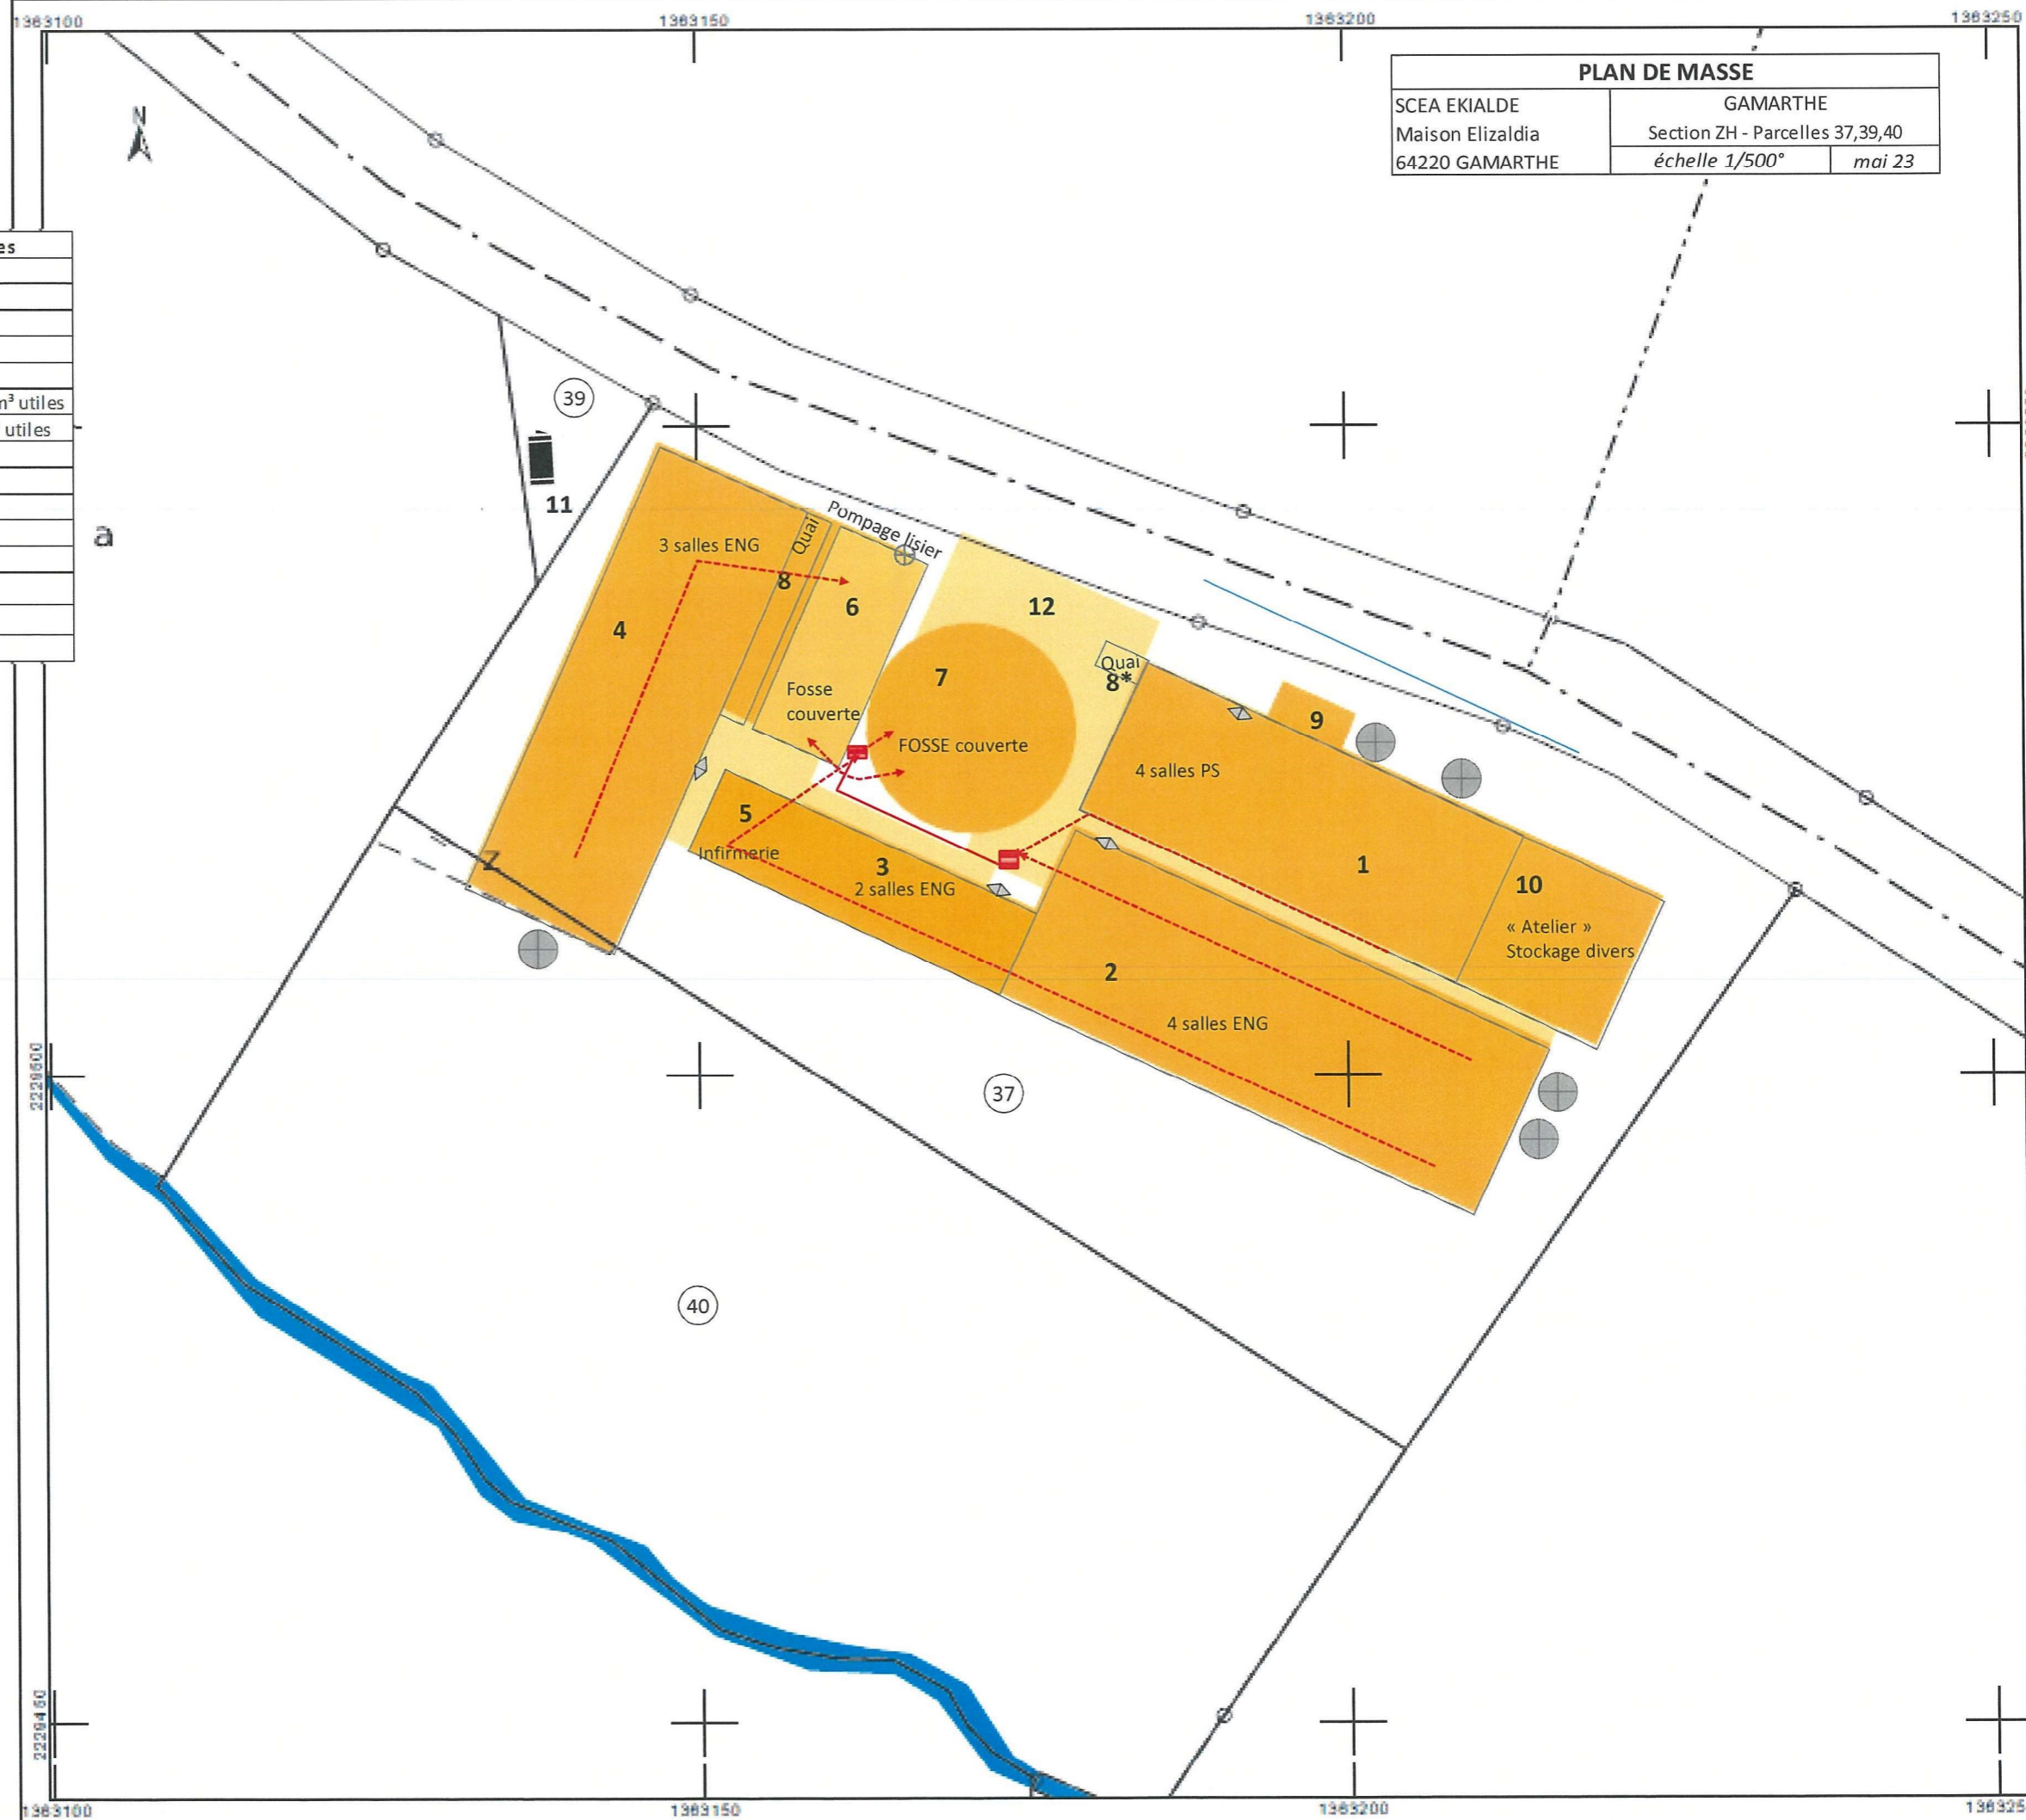 1363100
1363150
1363200
1363250
PLAN DE MASSE
SCEA EKIALDE
Maison Elizaldia
64220 GAMARTHE
GAMARTHE
Section ZH - Parcelles 37,39,40
échelle 1/500°
mai 23
N
es
m³ utiles
utiles
a
39
11
Pompage lisier
Quai
3 salles ENG
8
6
12
4
7
Quai
8*
Fosse
couverte
FOSSE couverte
9
4 salles PS
5
Infirmerie
3
2 salles ENG
1
10
« Atelier »
Stockage divers
Z
2
4 salles ENG
37
40
1363100
1363150
1363200
136325